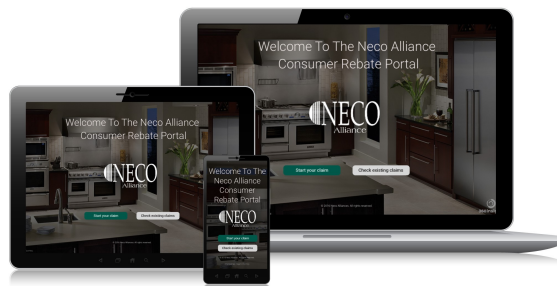 Welcome To The Neco Alliance
Consumer Rebate Portal
NECO
Alliance
Start your claim
Check existing claims
Welcome To The Neco Alliance
Consumer Rebate Portal
NECO
Alliance
Start your claim
Check existing claims
Welcome To The
Neco Alliance
Consumer
Rebate Portal
NECO
Alliance
Start your claim
Check existing claims